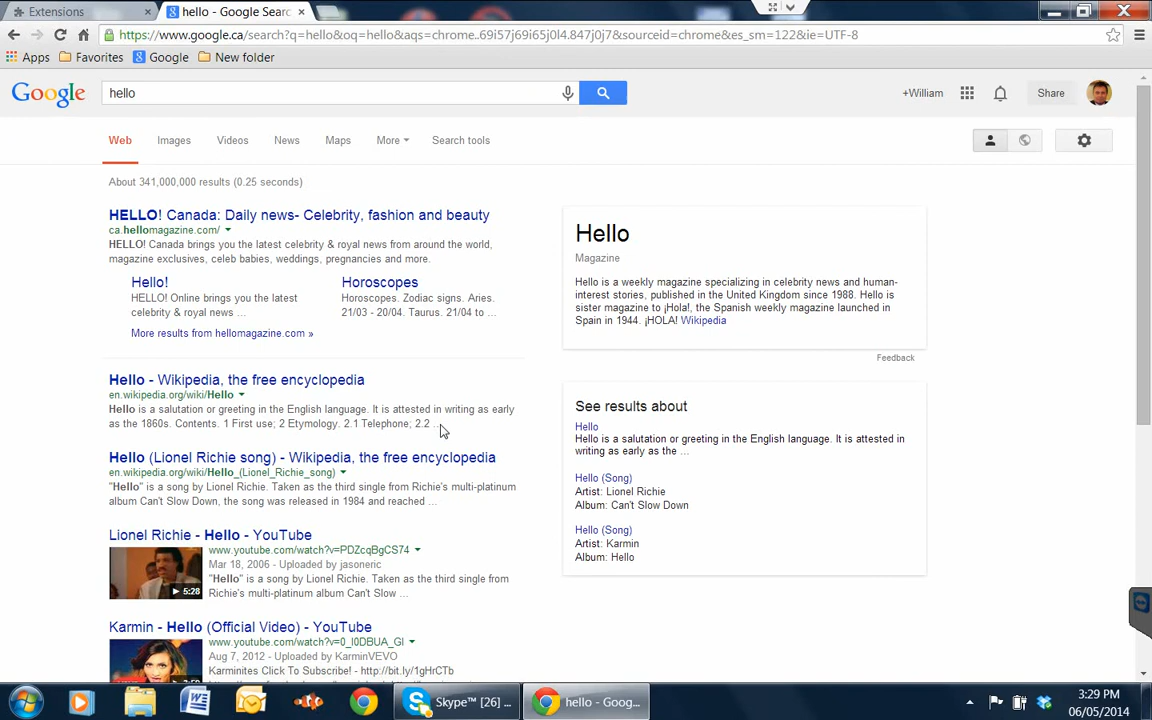 Extensions
hello - Google Searc
https://www.google.ca/search?q=hello&oq=hello&aqs=chrome..69i57j69i65j0l4.847j0j7&sourceid=chrome&es_sm=122&ie=UTF-8
Apps Favorites Google New folder
Google
hello
+William
Share
Web Images Videos News Maps More Search tools
About 341,000,000 results (0.25 seconds)
HELLO! Canada: Daily news- Celebrity, fashion and beauty
ca.hellomagazine.com/
HELLO! Canada brings you the latest celebrity & royal news from around the world,
magazine exclusives, celeb babies, weddings, pregnancies and more.
Hello!
HELLO! Online brings you the latest
celebrity & royal news ...
Horoscopes
Horoscopes. Zodiac signs. Aries.
21/03 - 20/04. Taurus. 21/04 to ...
More results from hellomagazine.com »
Hello - Wikipedia, the free encyclopedia
en.wikipedia.org/wiki/Hello
Hello is a salutation or greeting in the English language. It is attested in writing as early
as the 1860s. Contents. 1 First use; 2 Etymology. 2.1 Telephone; 2.2 ...
Hello (Lionel Richie song) - Wikipedia, the free encyclopedia
en.wikipedia.org/wiki/Hello_(Lionel_Richie_song)
"Hello" is a song by Lionel Richie. Taken as the third single from Richie's multi-platinum
album Can't Slow Down, the song was released in 1984 and reached ...
Lionel Richie - Hello - YouTube
www.youtube.com/watch?v=PDZcqBgCS74
Mar 18, 2006 - Uploaded by jasoneric
"Hello" is a song by Lionel Richie. Taken as the third single from
Richie's multi-platinum album Can't Slow ...
5:28
Karmin - Hello (Official Video) - YouTube
www.youtube.com/watch?v=0_I0DBUA_GI
Aug 7, 2012 - Uploaded by KarminVEVO
Karminites Click To Subscribe! - http://bit.ly/1gHrCTb
Hello
Magazine
Hello is a weekly magazine specializing in celebrity news and human-
interest stories, published in the United Kingdom since 1988. Hello is
sister magazine to ¡Hola!, the Spanish weekly magazine launched in
Spain in 1944. ¡HOLA! Wikipedia
Feedback
See results about
Hello
Hello is a salutation or greeting in the English language. It is attested in
writing as early as the ...
Hello (Song)
Artist: Lionel Richie
Album: Can't Slow Down
Hello (Song)
Artist: Karmin
Album: Hello
Skype™ [26] ...
hello - Goog...
3:29 PM
06/05/2014